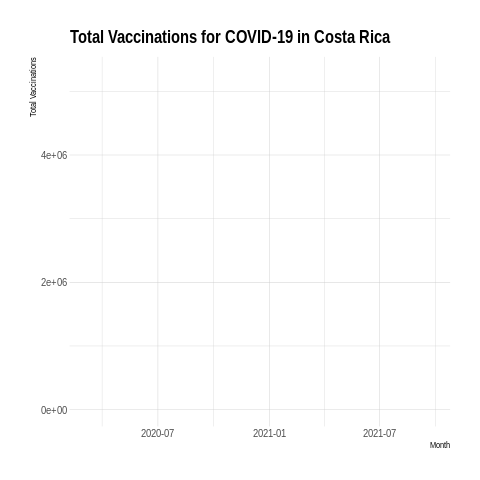 Total Vaccinations for COVID-19 in Costa Rica
Total Vaccinations
4e+06
2e+06
0e+00
2020-07 2021-01 2021-07
Month